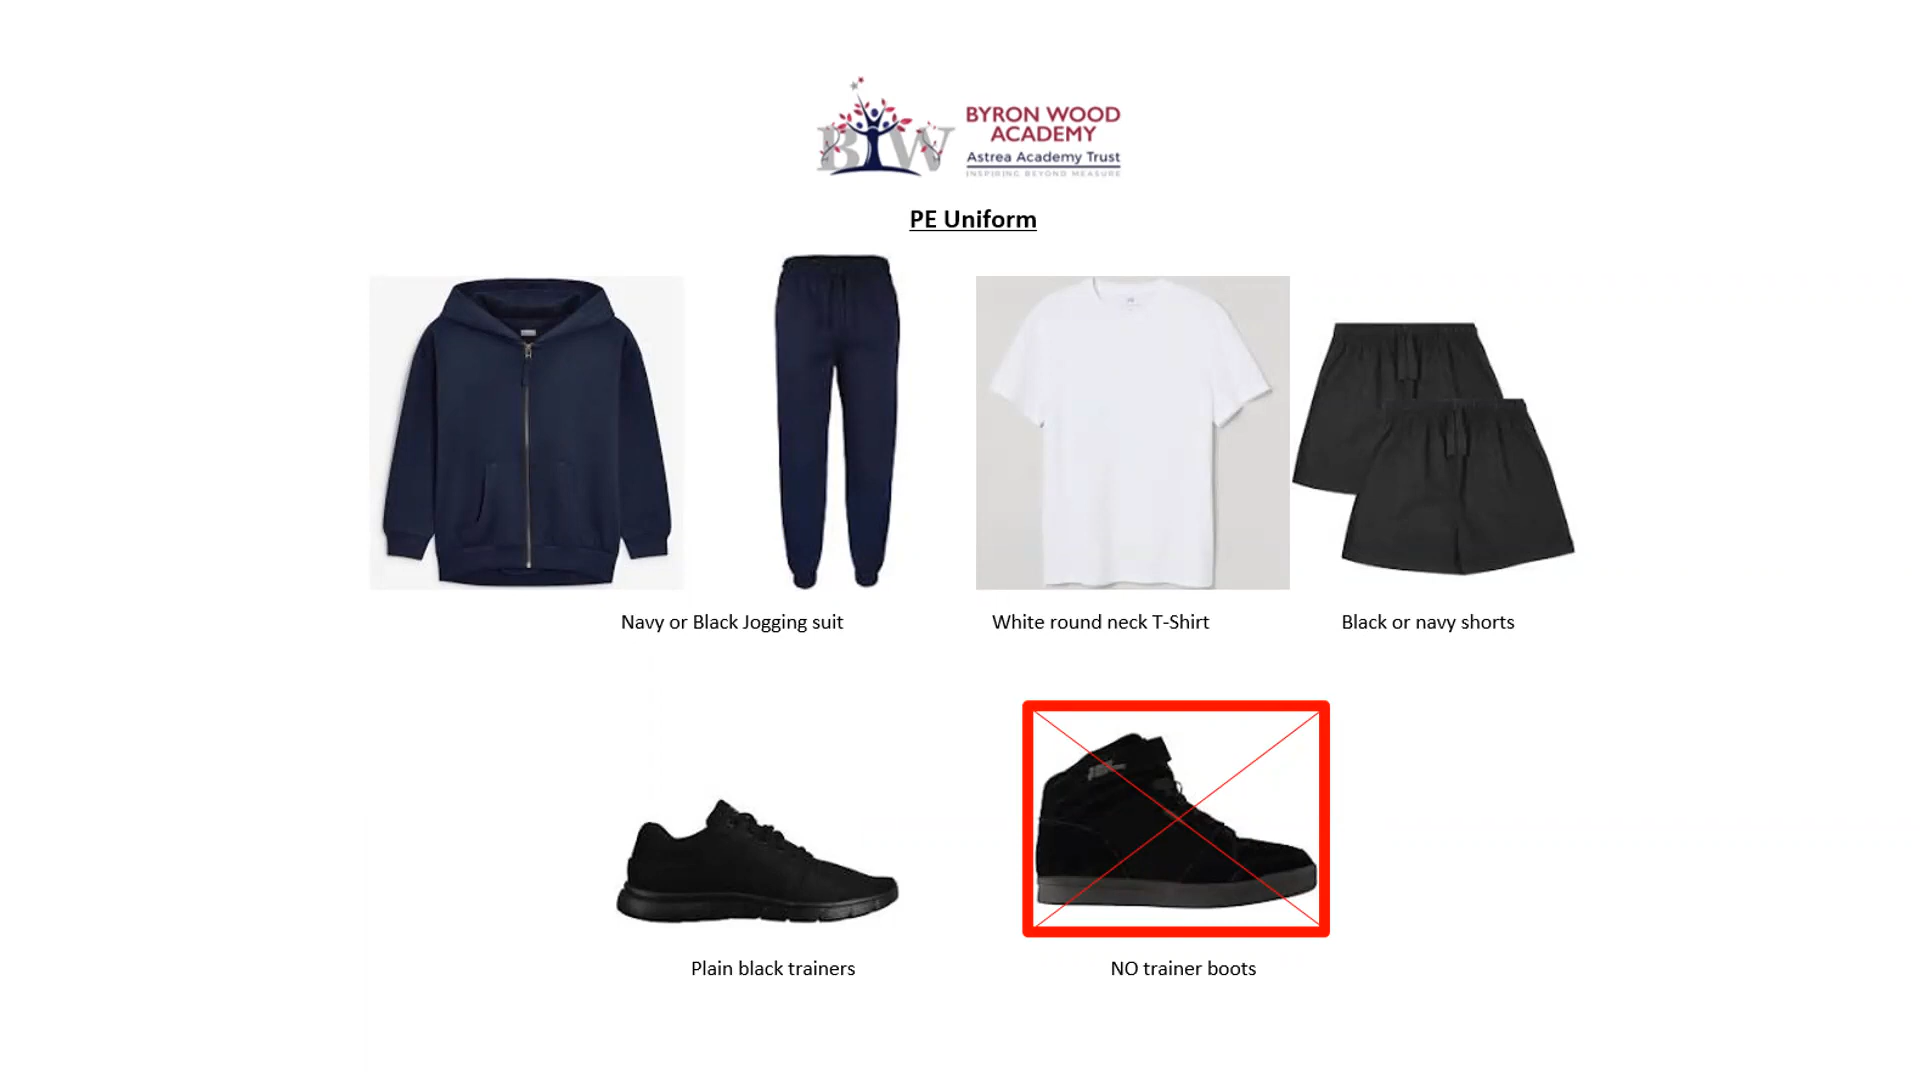 BW
BYRON WOOD
ACADEMY
Astrea Academy Trust
INSPIRING BEYOND MEASURE
PE Uniform
Navy or Black Jogging suit
White round neck T-Shirt
Black or navy shorts
Plain black trainers
NO trainer boots